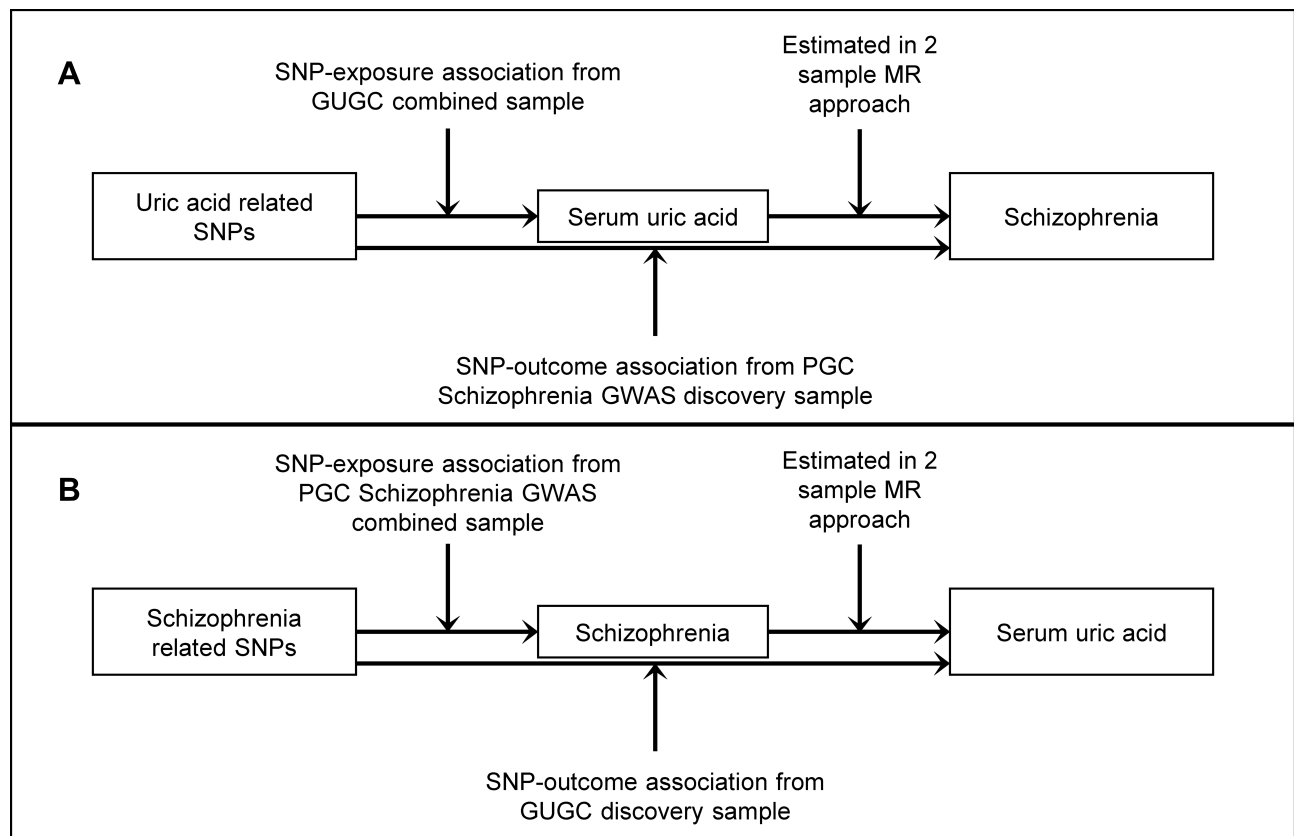 A
SNP-exposure association from
GUGC combined sample
Estimated in 2
sample MR
approach
Uric acid related
SNPs
Serum uric acid
Schizophrenia
SNP-outcome association from PGC
Schizophrenia GWAS discovery sample
B
SNP-exposure association from
PGC Schizophrenia GWAS
combined sample
Estimated in 2
sample MR
approach
Schizophrenia
related SNPs
Schizophrenia
Serum uric acid
SNP-outcome association from
GUGC discovery sample